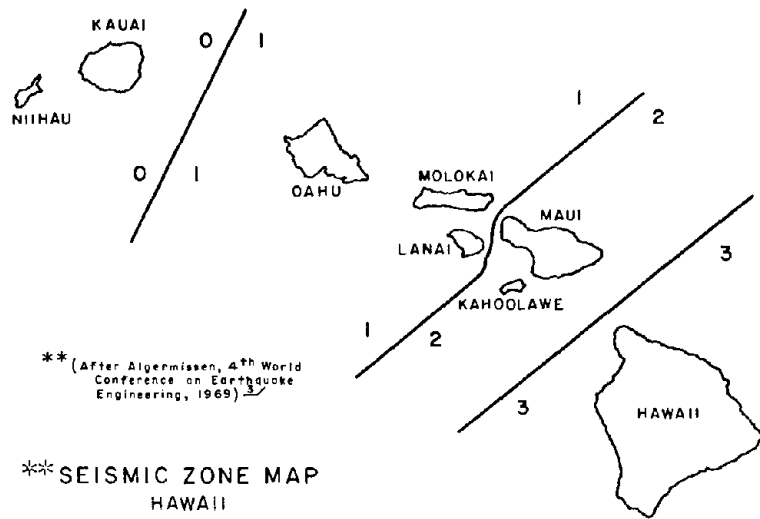 KAUAI
0 1
NIIHAU
0 1
OAHU
1 2
MOLOKAI
MAUI
LANAI
3
KAHOOLAWE
1 2
3
HAWAII
** (After Algermissen, 4th World
Conference on Earthquake
Engineering, 1969) 3/
** SEISMIC ZONE MAP
HAWAII